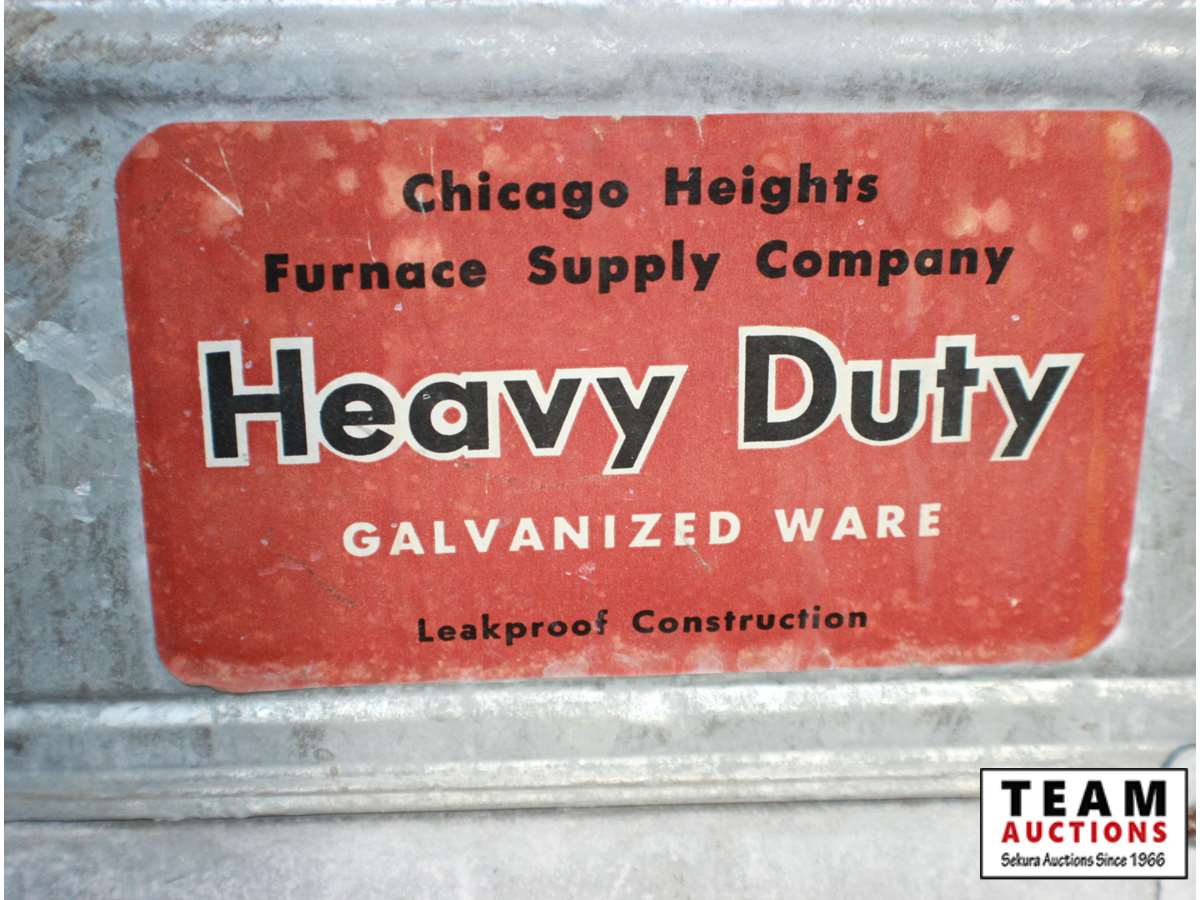 Chicago Heights
Furnace Supply Company
Heavy Duty
GALVANIZED WARE
Leakproof Construction
TEAM
AUCTIONS
Sekura Auctions Since 1966